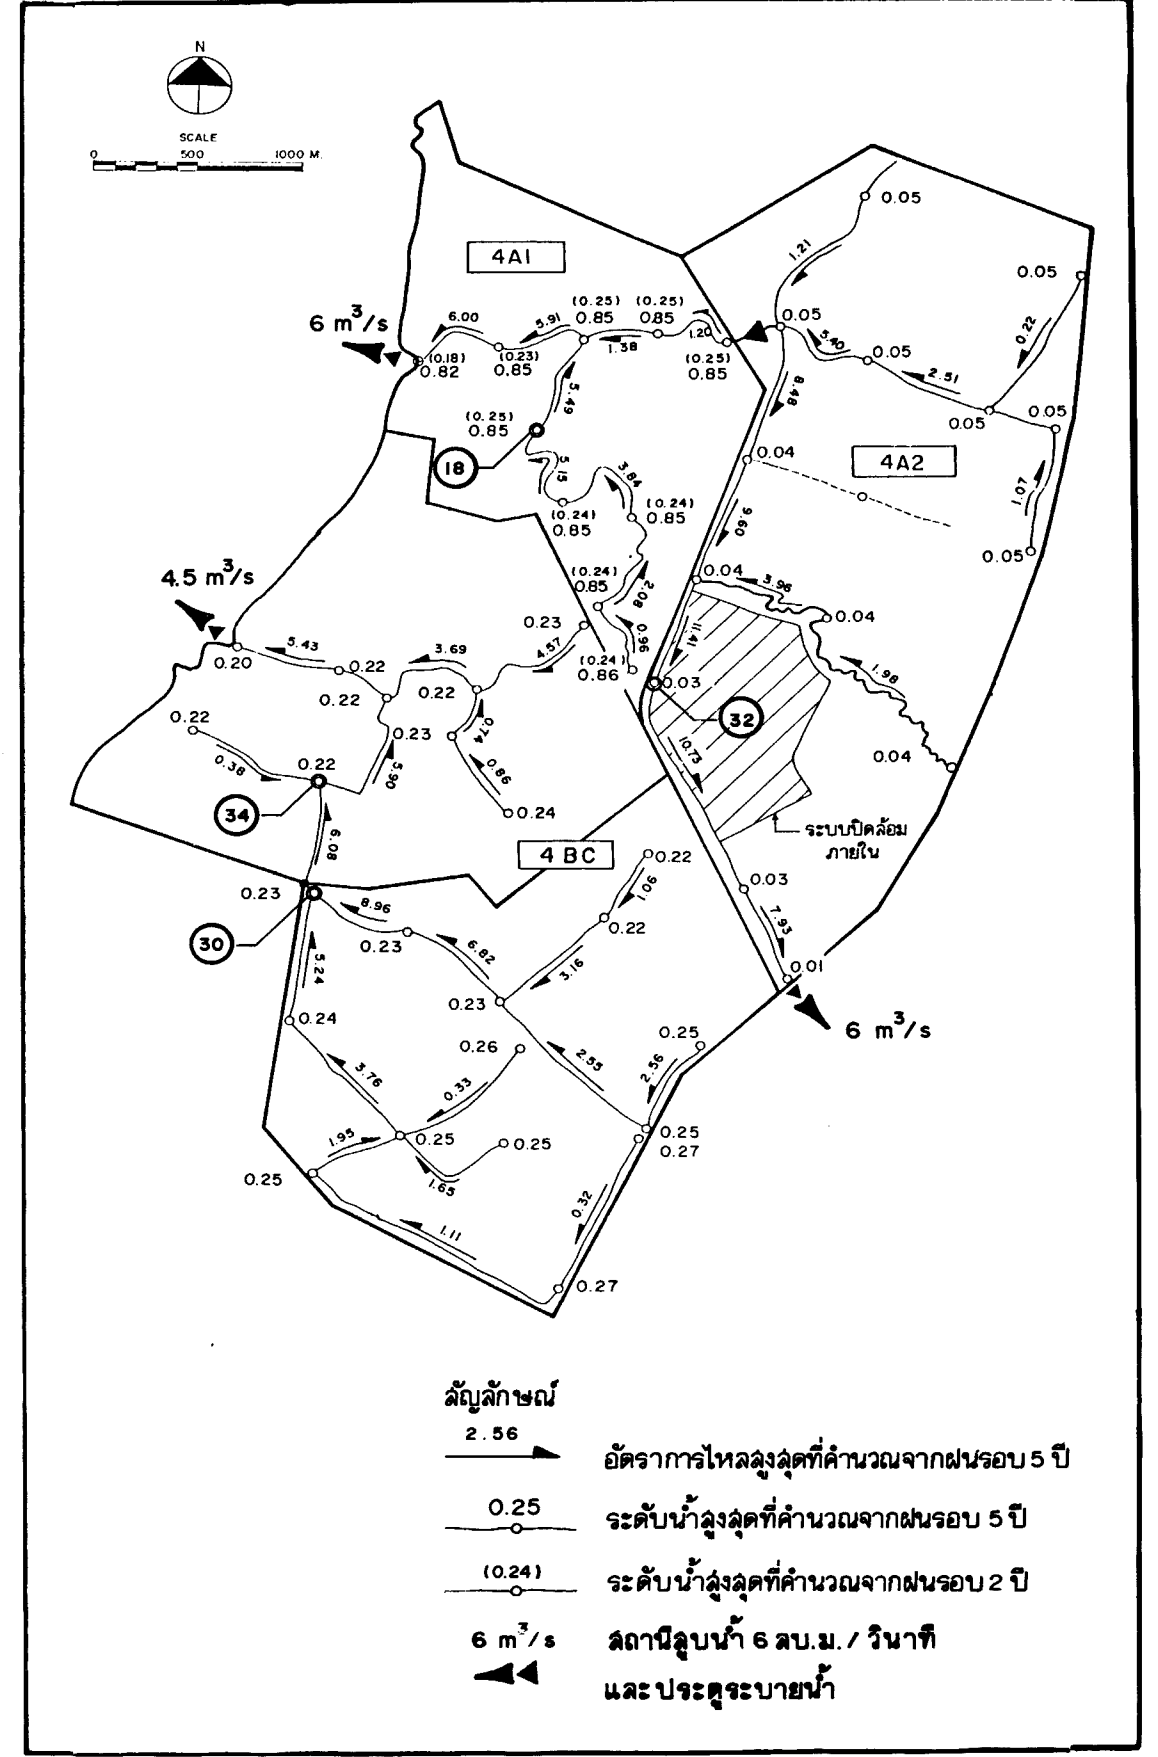 N
SCALE
0 500 1000 M.
0.05
4A1
1.21
0.05
(0.25) (0.25)
6 m³/s 6.00 5.91 0.85 0.85 0.05
1.38 1.20 5.40 0.22
(0.18) (0.23) (0.25)
0.82 0.85 0.85 0.05
2.51
5.49 8.48
(0.25)
0.85 0.05 0.05
18 0.04 4A2
5.15 3.84
(0.24) (0.24) 1.07
0.85 0.85 9.60
0.05
4.5 m³/s (0.24) 0.04 3.96
0.85 2.08
0.23 0.04
5.43 3.69 4.57 0.96 11.41
0.20 0.22 (0.24) 1.98
0.86
0.22 0.22 0.03
0.22 0.23 0.74 32
0.38 0.22 5.90 0.86 10.73 0.04
34 0.24
6.08 4 BC ระบบปิดล้อม
ภายใน
0.22
0.23 1.06 0.03
8.96 0.22
30 0.23 6.82 7.93
5.24 3.16 0.01
0.23
0.24 0.25 6 m³/s
0.26
2.55 2.56
3.76 0.33
1.95 0.25 0.25 0.25
0.27
0.25 1.65
0.32
1.11
0.27
สัญลักษณ์
2.56
อัตราการไหลสูงสุดที่คำนวณจากฝนรอบ 5 ปี
0.25
ระดับน้ำสูงสุดที่คำนวณจากฝนรอบ 5 ปี
(0.24)
ระดับน้ำสูงสุดที่คำนวณจากฝนรอบ 2 ปี
6 m³/s สถานีสูบน้ำ 6 ลบ.ม. / วินาที
และประตูระบายน้ำ